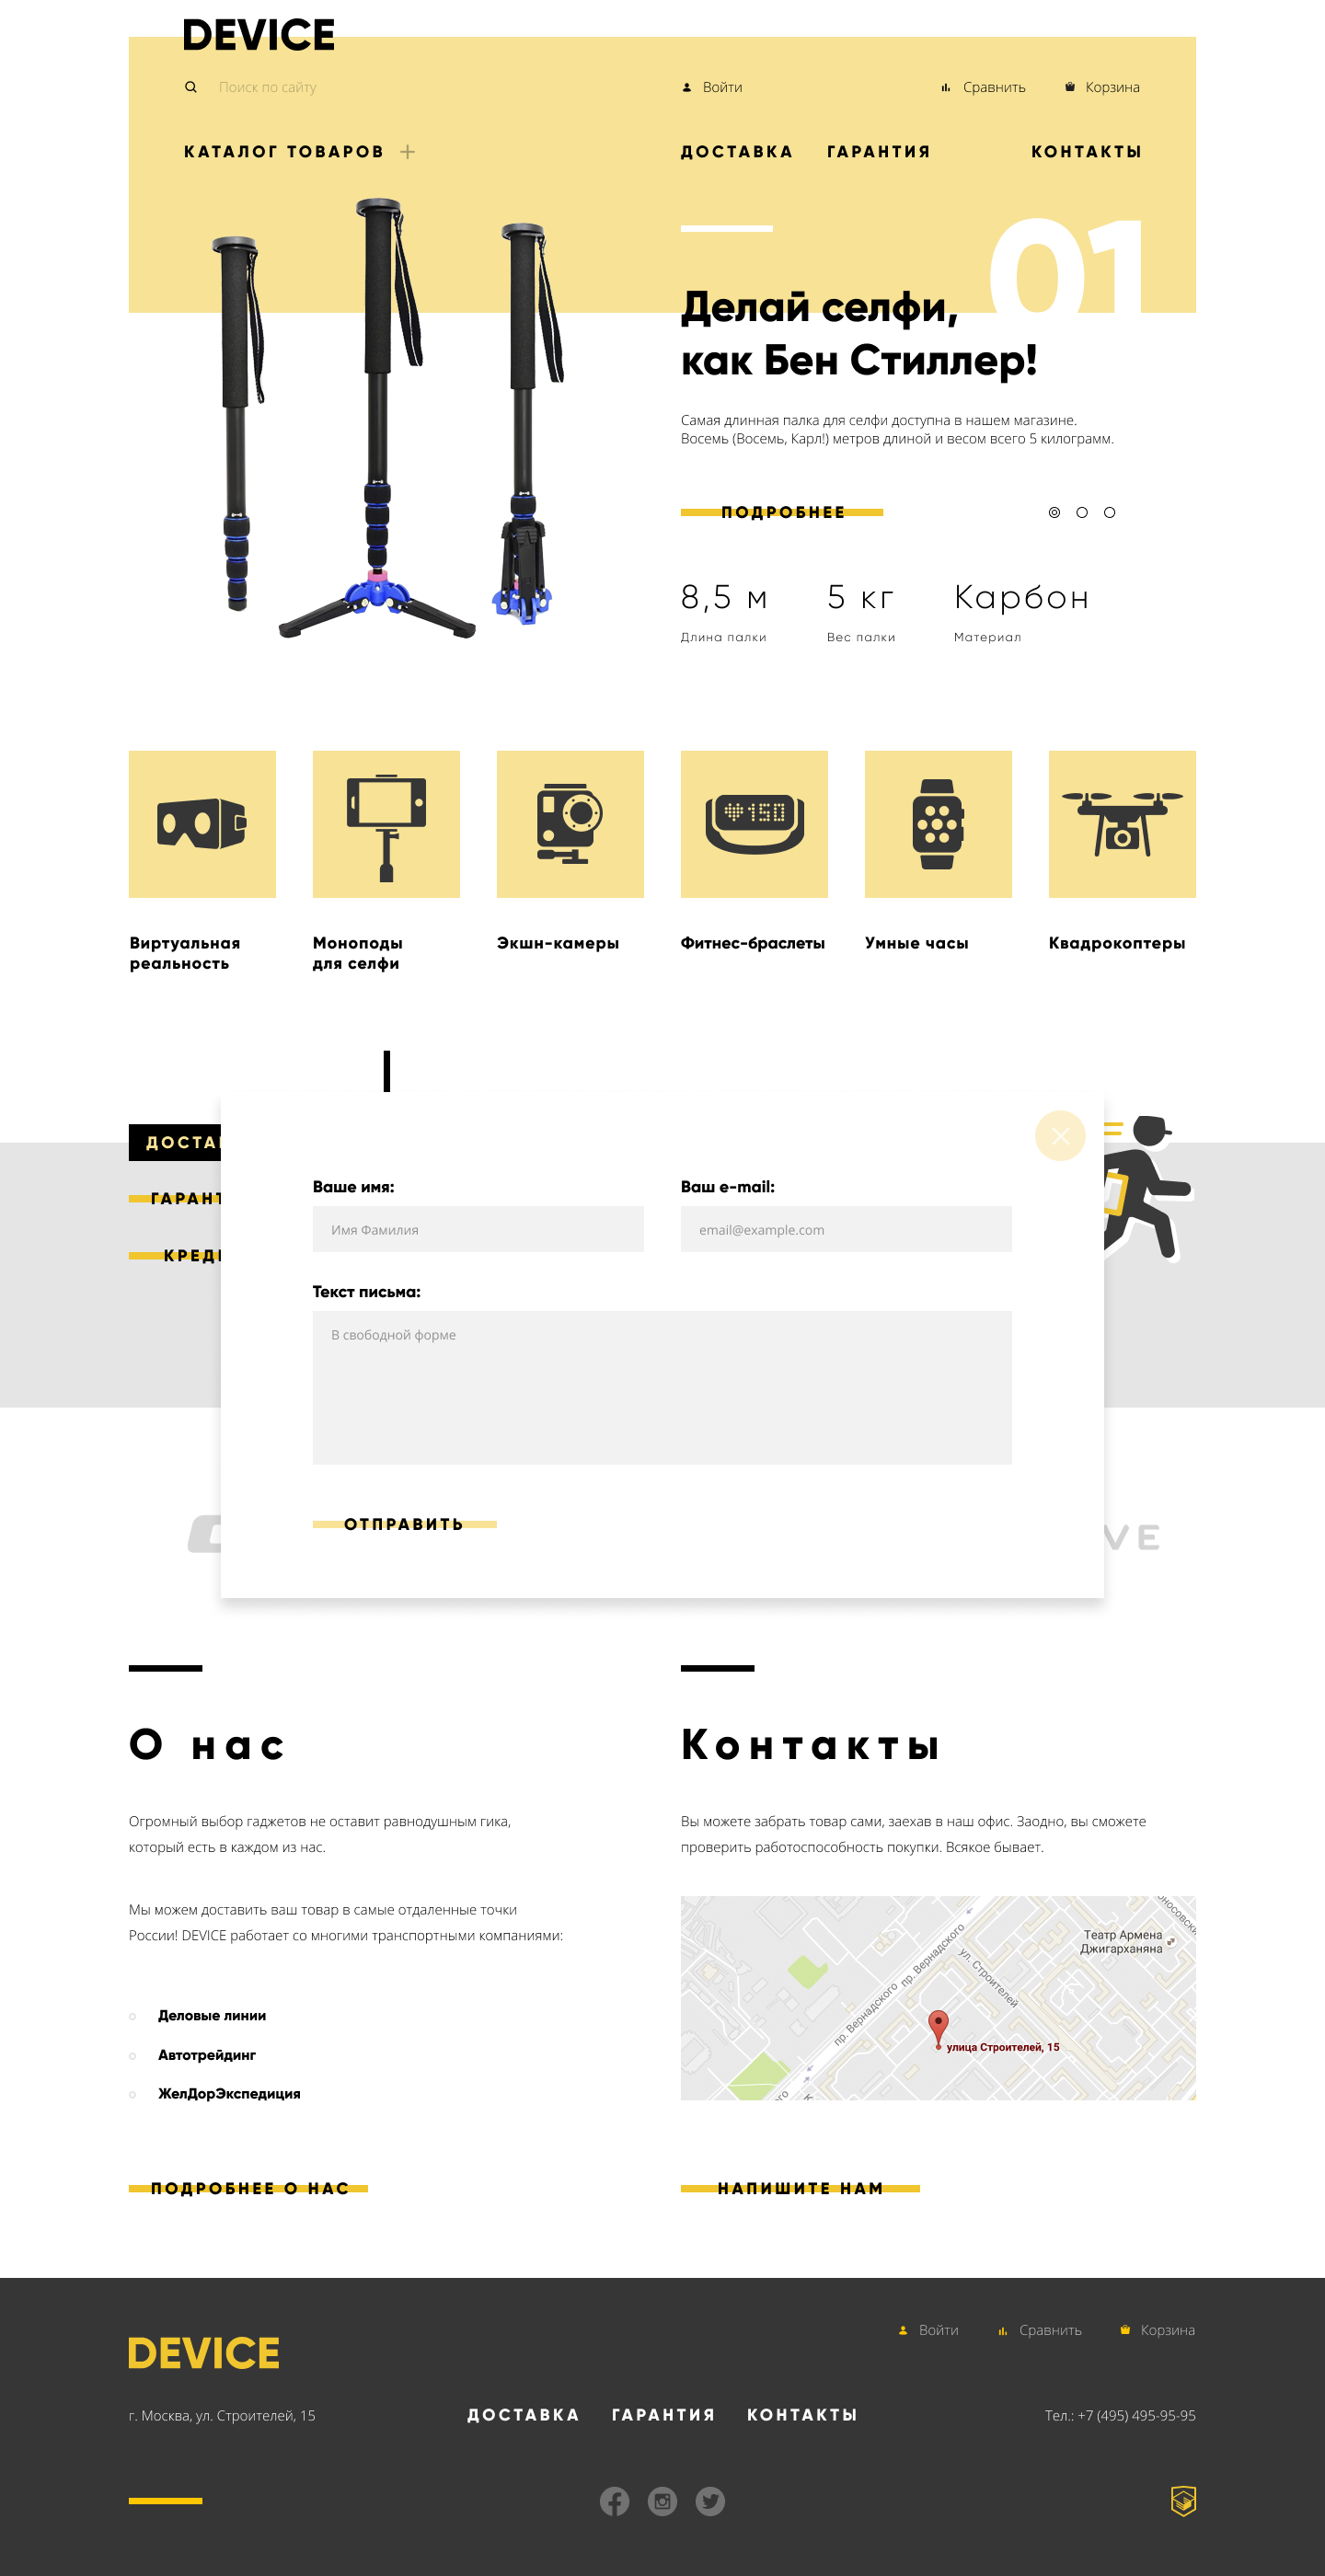 DEVICE
Поиск по сайту
Войти
Сравнить
Корзина
КАТАЛОГ ТОВАРОВ +
ДОСТАВКА
ГАРАНТИЯ
КОНТАКТЫ
01
Делай селфи,
как Бен Стиллер!
Самая длинная палка для селфи доступна в нашем магазине.
Восемь (Восемь, Карл!) метров длиной и весом всего 5 килограмм.
ПОДРОБНЕЕ
8,5 м
5 кг
Карбон
Длина палки
Вес палки
Материал
150
Виртуальная
реальность
Моноподы
для селфи
Экшн-камеры
Фитнес-браслеты
Умные часы
Квадрокоптеры
Ваше имя:
Ваш e-mail:
Имя Фамилия
email@example.com
Текст письма:
В свободной форме
ОТПРАВИТЬ
VE
О нас
Огромный выбор гаджетов не оставит равнодушным гика,
который есть в каждом из нас.
Мы можем доставить ваш товар в самые отдаленные точки
России! DEVICE работает со многими транспортными компаниями:
Деловые линии
Автотрейдинг
ЖелДорЭкспедиция
ПОДРОБНЕЕ О НАС
Контакты
Вы можете забрать товар сами, заехав в наш офис. Заодно, вы сможете
проверить работоспособность покупки. Всякое бывает.
Театр Армена
Джигарханяна
пр. Вернадского
пр. Вернадского
ул. Строителей
улица Строителей, 15
НАПИШИТЕ НАМ
Войти
Сравнить
Корзина
DEVICE
г. Москва, ул. Строителей, 15
ДОСТАВКА
ГАРАНТИЯ
КОНТАКТЫ
Тел.: +7 (495) 495-95-95